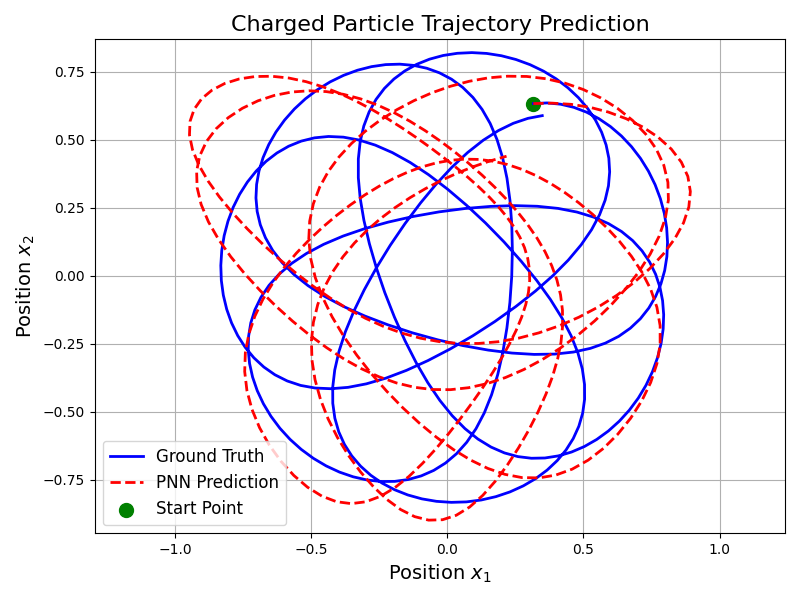 Charged Particle Trajectory Prediction
Position x₂
0.75
0.50
0.25
0.00
−0.25
−0.50
−0.75
Ground Truth
PNN Prediction
Start Point
−1.0
−0.5
0.0
0.5
1.0
Position x₁